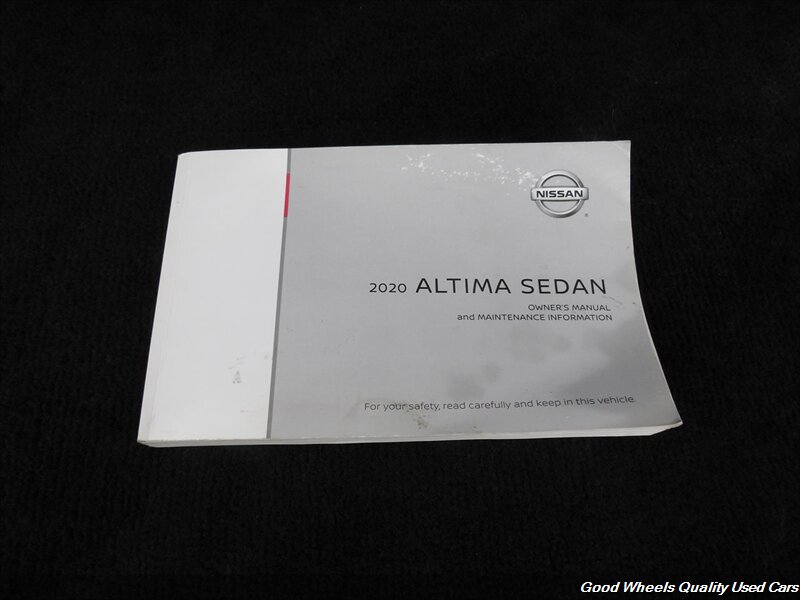 NISSAN
2020 ALTIMA SEDAN
OWNER'S MANUAL
and MAINTENANCE INFORMATION
For your safety, read carefully and keep in this vehicle.
Good Wheels Quality Used Cars